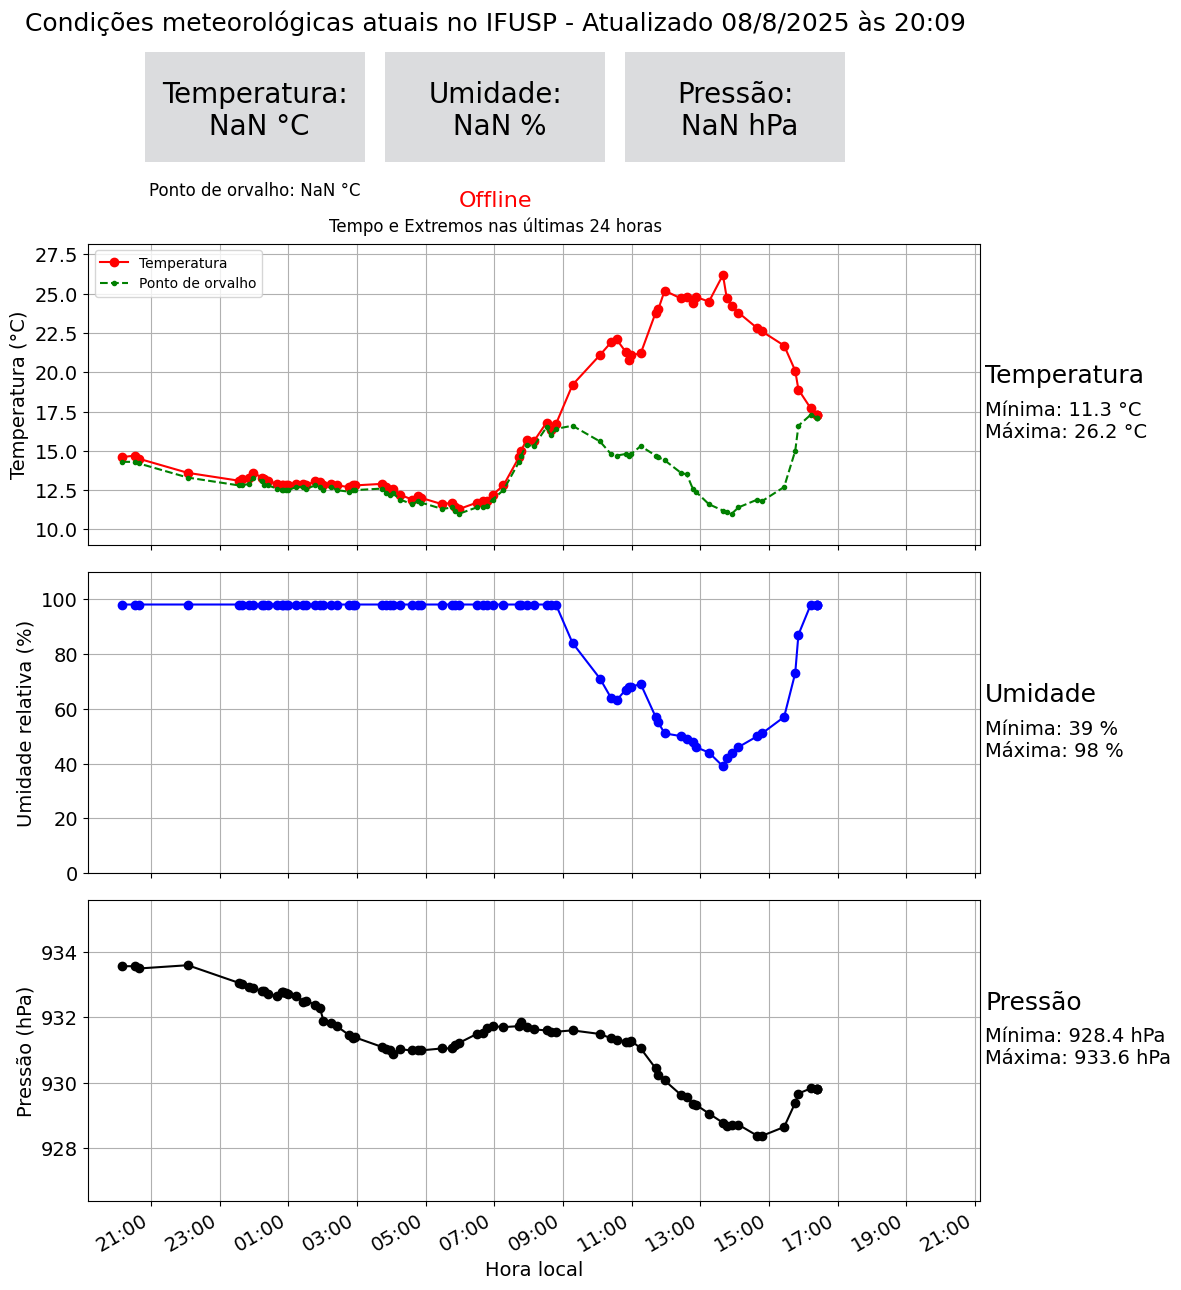 Condições meteorológicas atuais no IFUSP - Atualizado 08/8/2025 às 20:09
Temperatura:
NaN °C
Umidade:
NaN %
Pressão:
NaN hPa
Ponto de orvalho: NaN °C
Offline
Tempo e Extremos nas últimas 24 horas
Temperatura (°C)
27.5
25.0
22.5
20.0
17.5
15.0
12.5
10.0
Temperatura
Ponto de orvalho
Temperatura
Mínima: 11.3 °C
Máxima: 26.2 °C
Umidade relativa (%)
100
80
60
40
20
0
Umidade
Mínima: 39 %
Máxima: 98 %
Pressão (hPa)
934
932
930
928
Pressão
Mínima: 928.4 hPa
Máxima: 933.6 hPa
21:00 23:00 01:00 03:00 05:00 07:00 09:00 11:00 13:00 15:00 17:00 19:00 21:00
Hora local